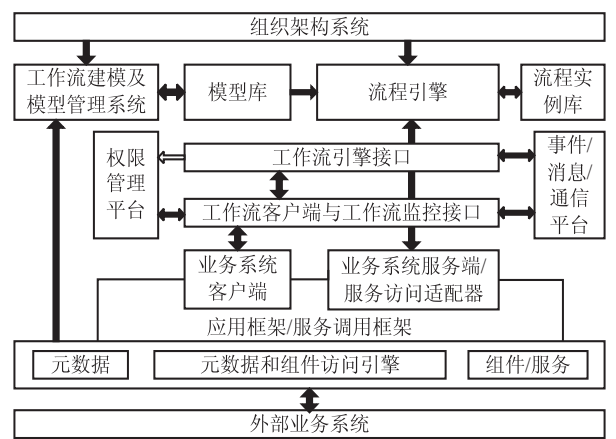 组织架构系统
工作流建模及
模型管理系统
模型库
流程引擎
流程实
例库
权限
管理
平台
工作流引擎接口
工作流客户端与工作流监控接口
事件/
消息/
通信
平台
业务系统
客户端
业务系统服务端/
服务访问适配器
应用框架/服务调用框架
元数据
元数据和组件访问引擎
组件/服务
外部业务系统